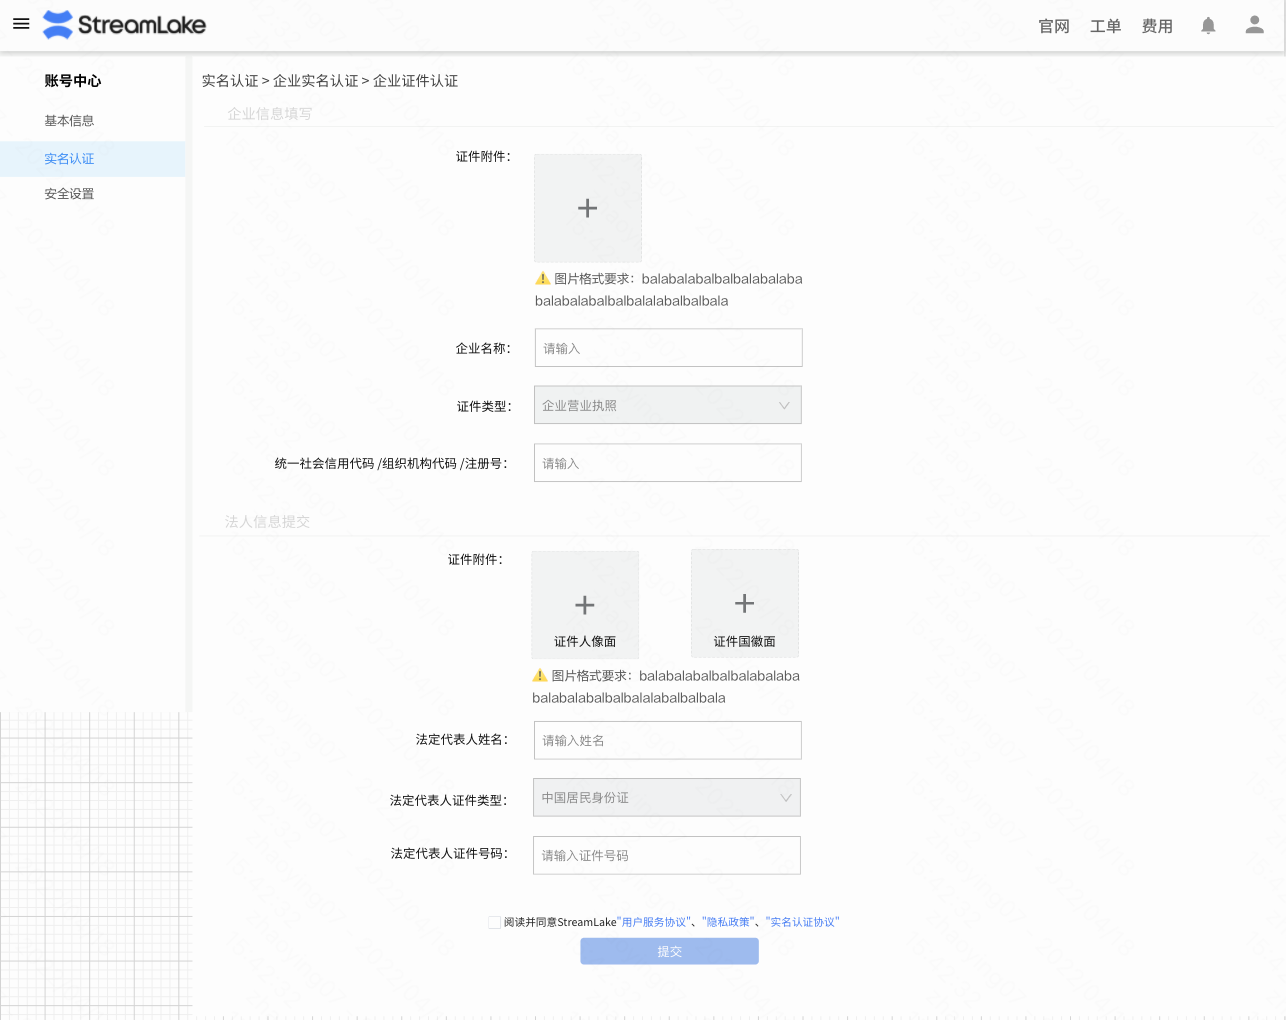 StreamLake
官网 工单 费用
账号中心
基本信息
实名认证
安全设置
实名认证 > 企业实名认证 > 企业证件认证
企业信息填写
证件附件：
图片格式要求：balabalabalbalbalabalaba
balabalabalbalbalalabalbalbala
企业名称：
请输入
证件类型：
企业营业执照
统一社会信用代码 /组织机构代码 /注册号：
请输入
法人信息提交
证件附件：
证件人像面
证件国徽面
图片格式要求：balabalabalbalbalabalaba
balabalabalbalbalalabalbalbala
法定代表人姓名：
请输入姓名
法定代表人证件类型：
中国居民身份证
法定代表人证件号码：
请输入证件号码
阅读并同意StreamLake"用户服务协议"、"隐私政策"、"实名认证协议"
提交